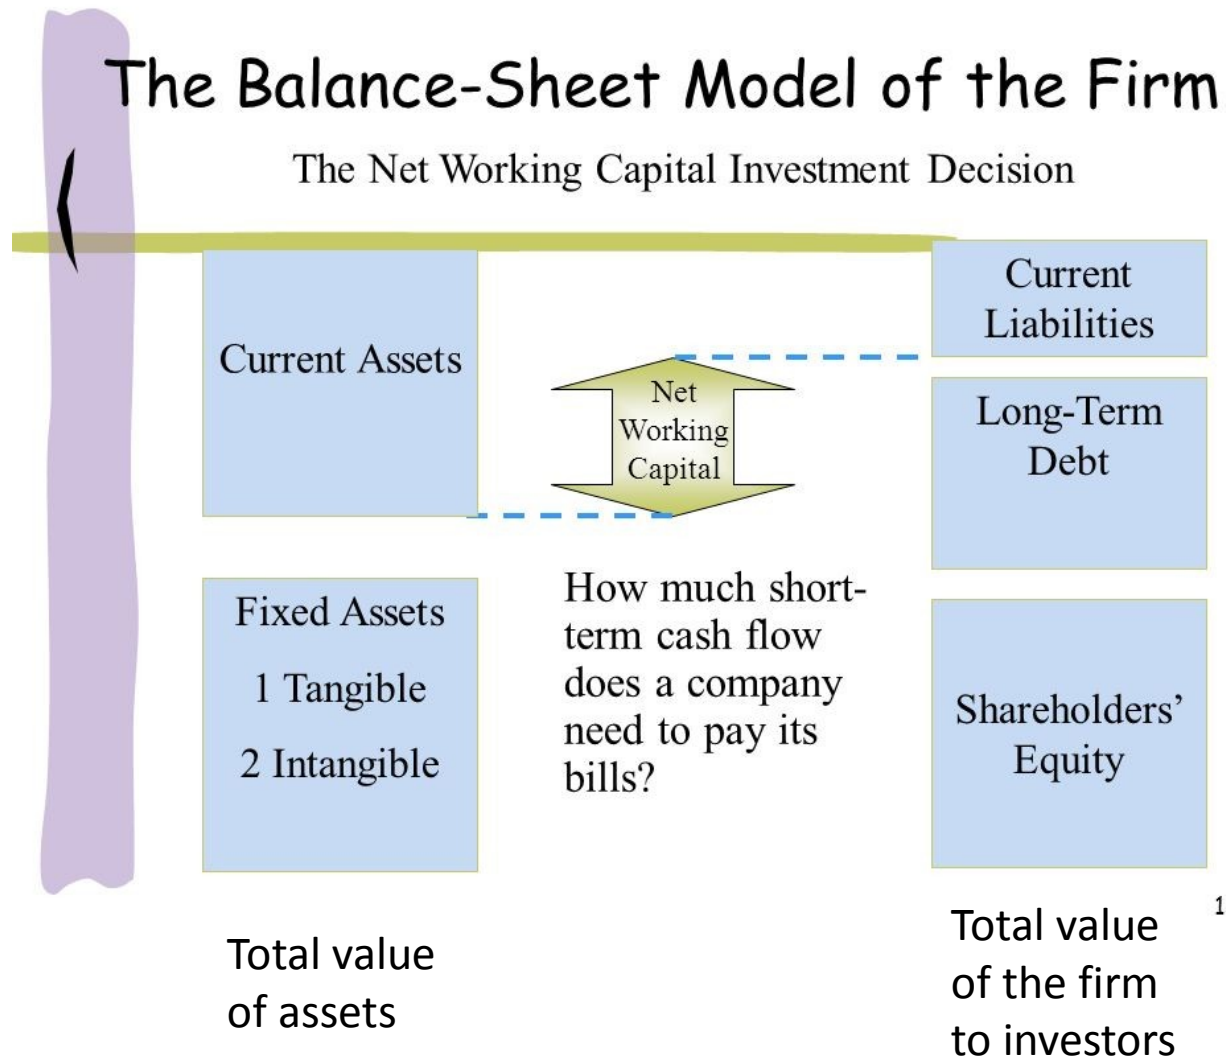 The Balance-Sheet Model of the Firm
The Net Working Capital Investment Decision
Current Assets
Fixed Assets
1 Tangible
2 Intangible
Total value
of assets
Net
Working
Capital
How much short-
term cash flow
does a company
need to pay its
bills?
Current
Liabilities
Long-Term
Debt
Shareholders’
Equity
Total value
of the firm
to investors
1